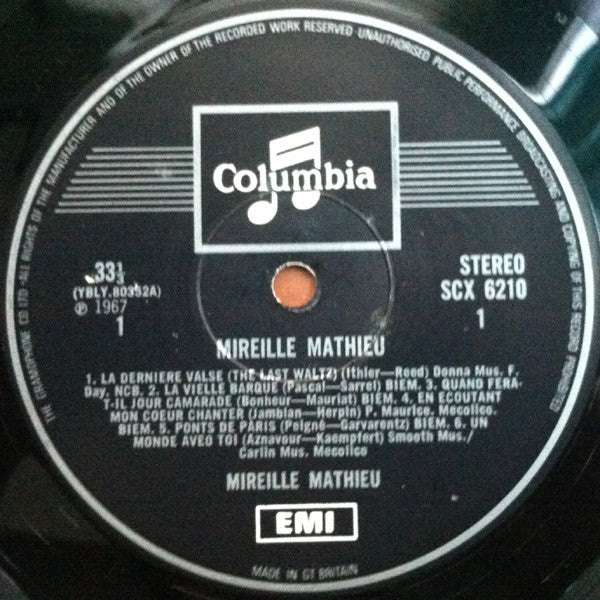 THE GRAMOPHONE CO LTD · ALL RIGHTS OF THE MANUFACTURER AND OF THE OWNER OF THE RECORDED WORK RESERVED UNAUTHORISED PUBLIC PERFORMANCE BROADCASTING AND COPYING OF THIS RECORD PROHIBITED
Columbia
33⅓
(YBLY.80332A)
℗ 1967
1
STEREO
SCX 6210
1
MIREILLE MATHIEU
1. LA DERNIERE VALSE (THE LAST WALTZ) (Ithier—Reed) Donna Mus. F.
Day, NCB. 2. LA VIELLE BARQUE (Pascal—Sarrel) BIEM. 3. QUAND FERA-
T-IL JOUR CAMARADE (Bonheur—Mauriat) BIEM. 4. EN ECOUTANT
MON COEUR CHANTER (Jambian—Herpin) P. Maurice. Mecolico.
BIEM. 5. PONTS DE PARIS (Peigné—Garvarentz) BIEM. 6. UN
MONDE AVEO TOI (Aznavour—Kaempfert) Smooth Mus./
Carlin Mus. Mecolico
MIREILLE MATHIEU
EMI
MADE IN GT BRITAIN